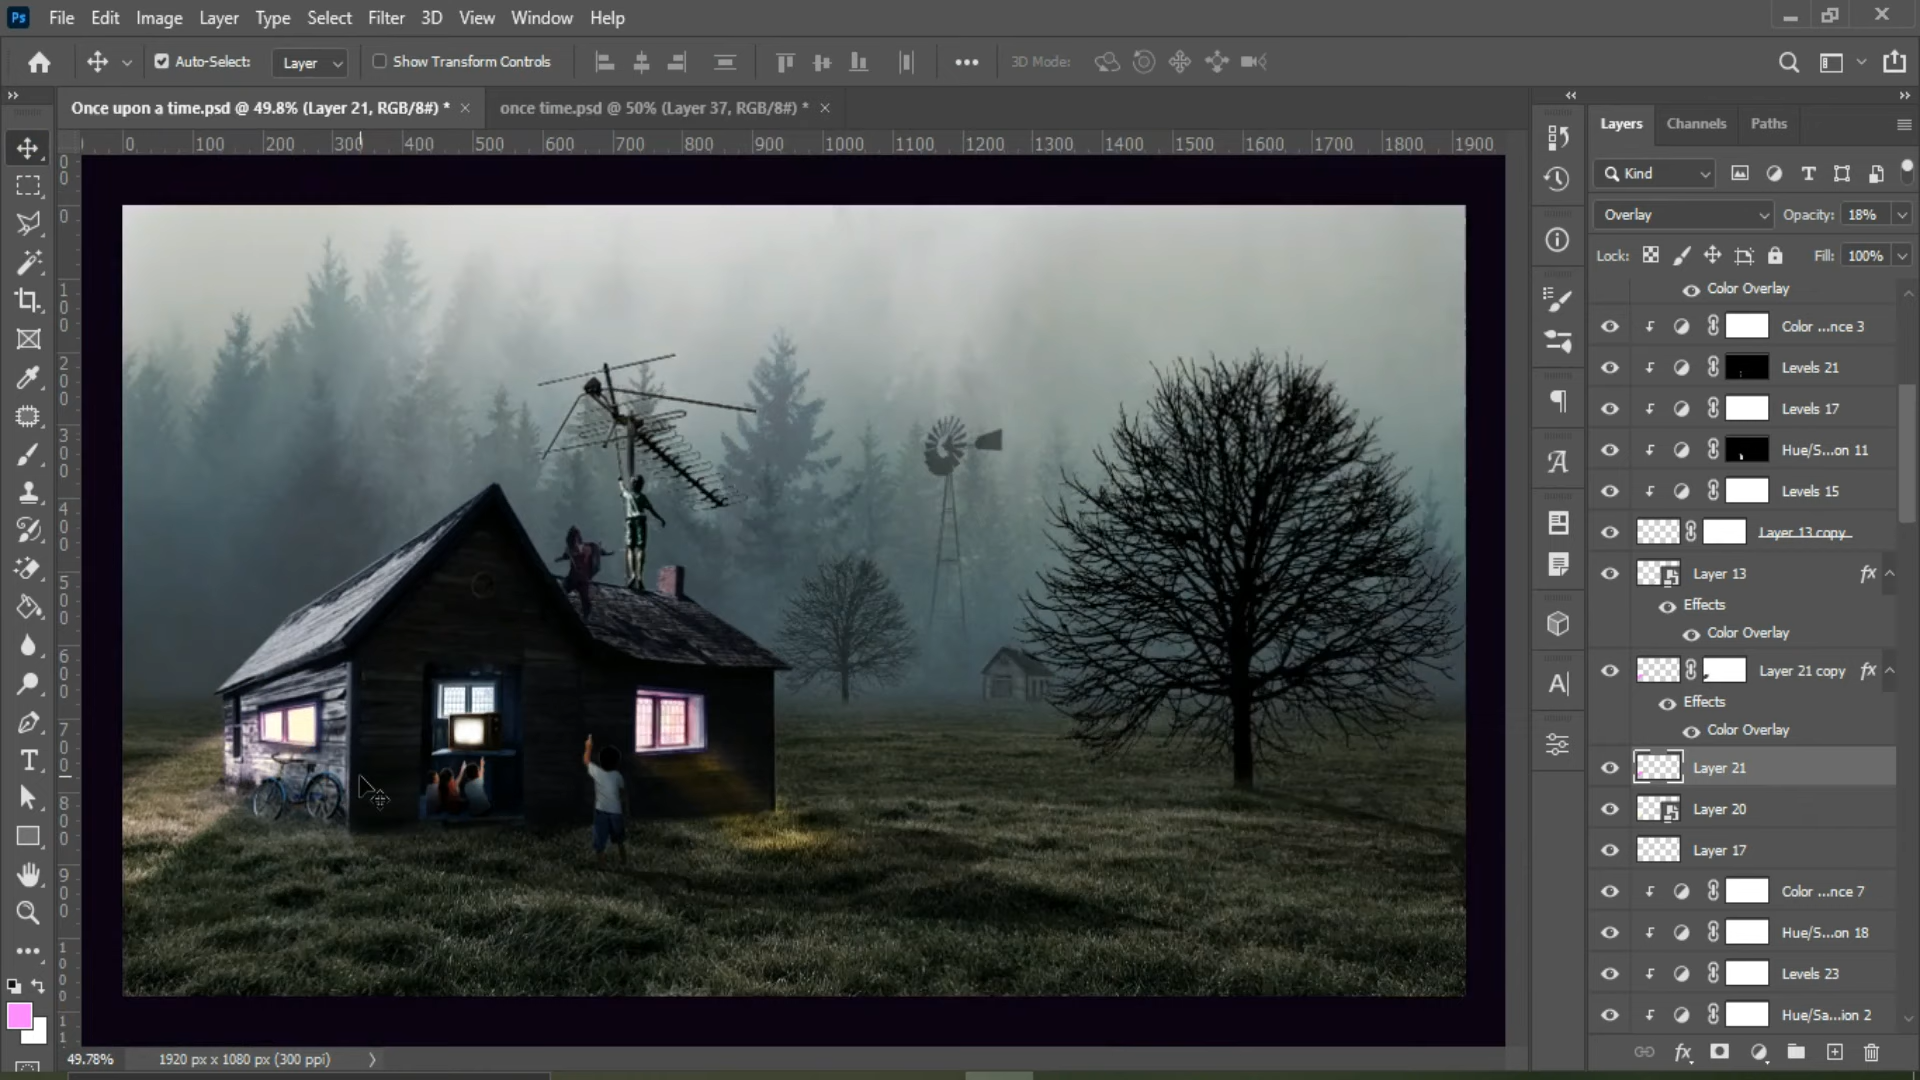 Ps File Edit Image Layer Type Select Filter 3D View Window Help
Auto-Select: Layer Show Transform Controls 3D Mode:
Once upon a time.psd @ 49.8% (Layer 21, RGB/8#) * once time.psd @ 50% (Layer 37, RGB/8#) *
0 100 200 300 400 500 600 700 800 900 1000 1100 1200 1300 1400 1500 1600 1700 1800 1900
Layers Channels Paths
Kind
Overlay Opacity: 18%
Lock: Fill: 100%
Color Overlay
Color ...nce 3
Levels 21
Levels 17
Hue/S...on 11
Levels 15
Layer 13 copy
Layer 13 fx
Effects
Color Overlay
Layer 21 copy fx
Effects
Color Overlay
Layer 21
Layer 20
Layer 17
Color ...nce 7
Hue/S...on 18
Levels 23
Hue/Sa...ion 2
49.78% 1920 px x 1080 px (300 ppi)